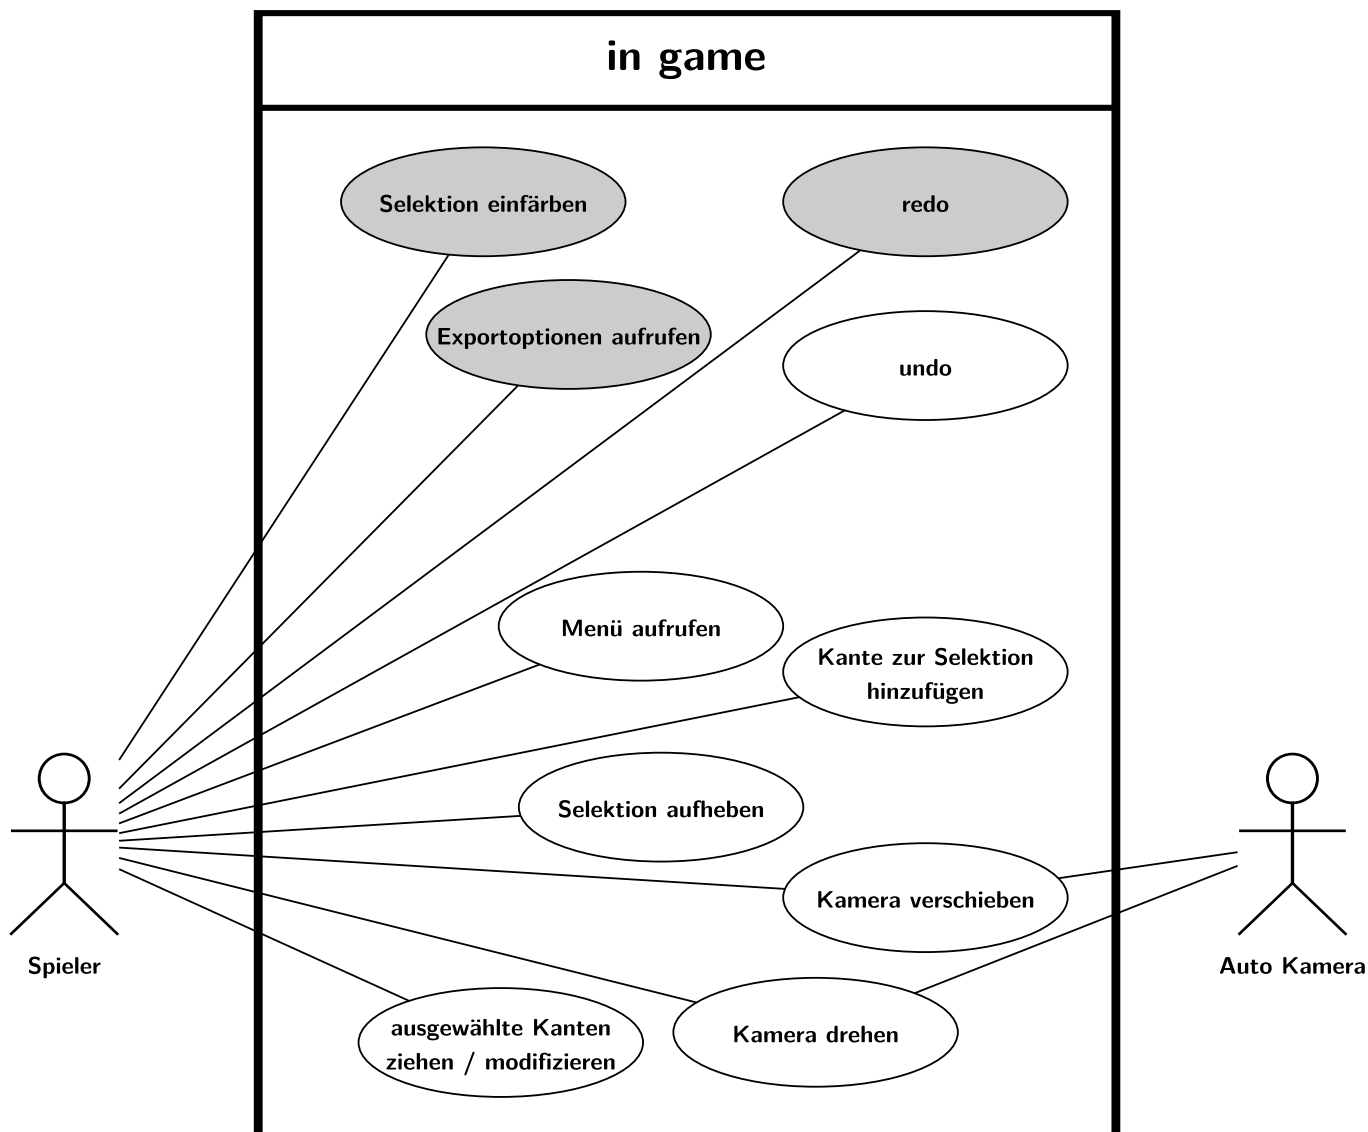 in game
Selektion einfärben
redo
Exportoptionen aufrufen
undo
Menü aufrufen
Kante zur Selektion
hinzufügen
Selektion aufheben
Kamera verschieben
Spieler
Auto Kamera
ausgewählte Kanten
ziehen / modifizieren
Kamera drehen